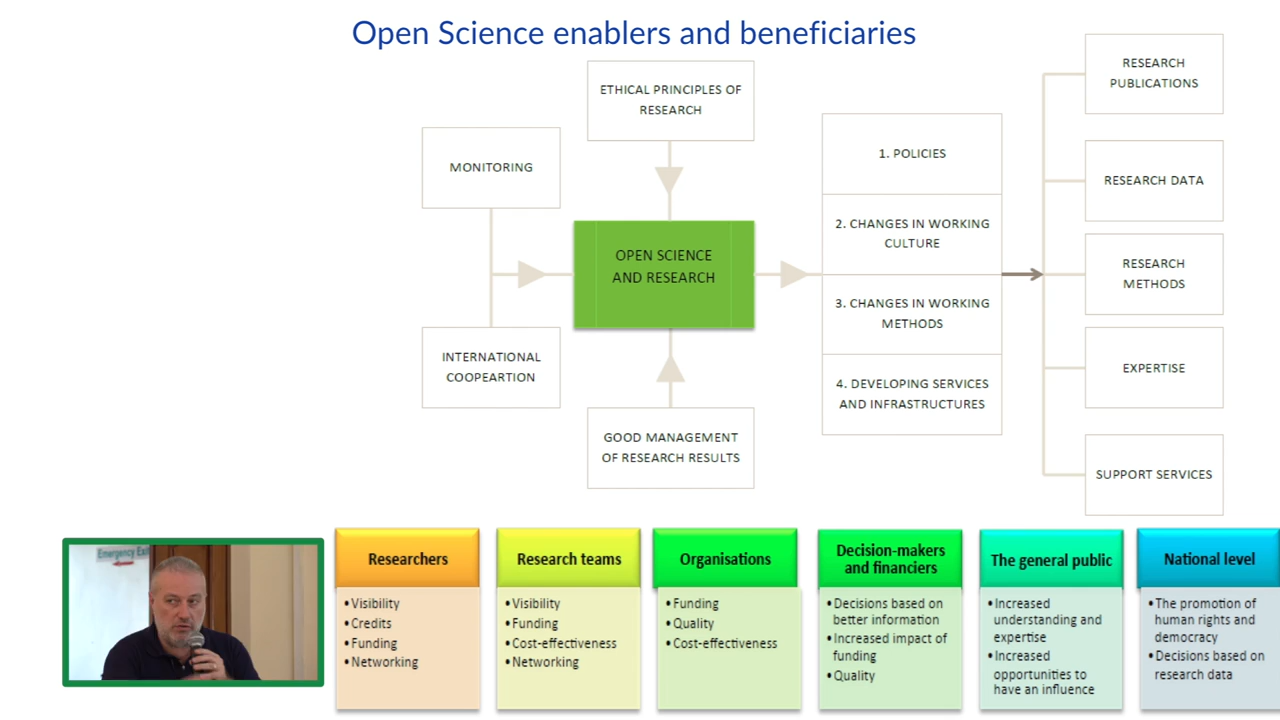 Open Science enablers and beneficiaries
ETHICAL PRINCIPLES OF
RESEARCH
MONITORING
INTERNATIONAL
COOPEARTION
OPEN SCIENCE
AND RESEARCH
GOOD MANAGEMENT
OF RESEARCH RESULTS
1. POLICIES
2. CHANGES IN WORKING
CULTURE
3. CHANGES IN WORKING
METHODS
4. DEVELOPING SERVICES
AND INFRASTRUCTURES
RESEARCH
PUBLICATIONS
RESEARCH DATA
RESEARCH
METHODS
EXPERTISE
SUPPORT SERVICES
Emergency Exit
Researchers
•Visibility
•Credits
•Funding
•Networking
Research teams
•Visibility
•Funding
•Cost-effectiveness
•Networking
Organisations
•Funding
•Quality
•Cost-effectiveness
Decision-makers
and financiers
•Decisions based on
better information
•Increased impact of
funding
•Quality
The general public
•Increased
understanding and
expertise
•Increased
opportunities to
have an influence
National level
•The promotion of
human rights and
democracy
•Decisions based on
research data